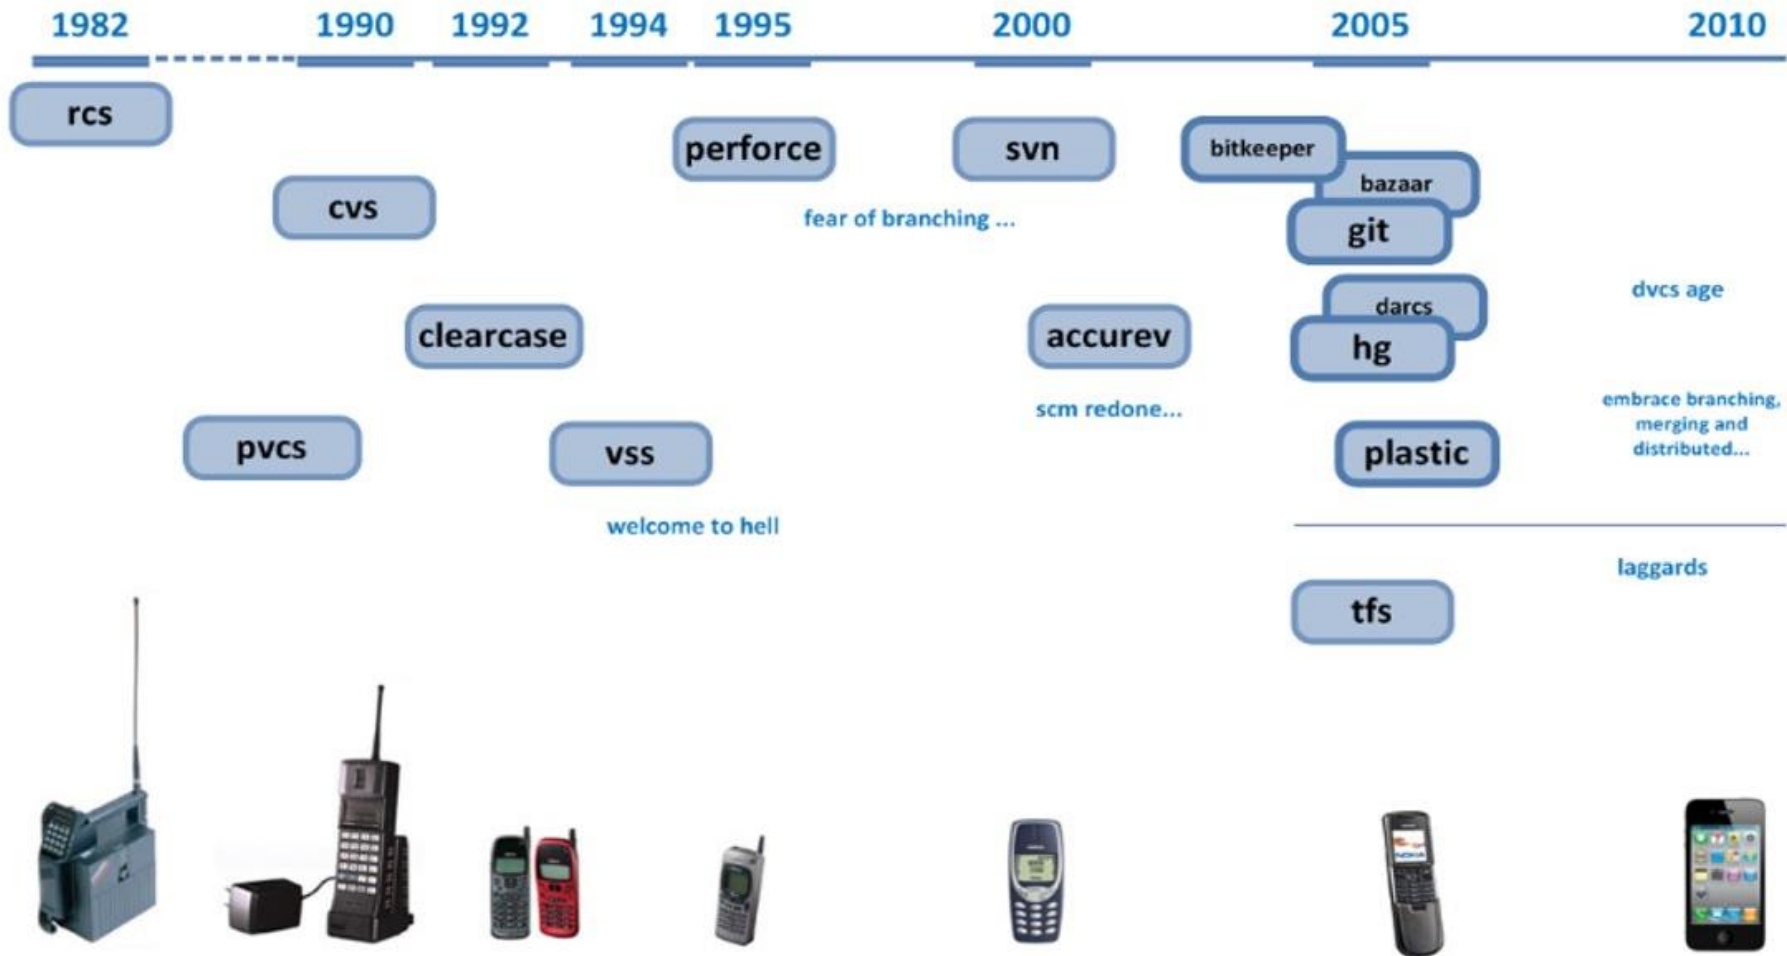 1982 1990 1992 1994 1995 2000 2005 2010
rcs
perforce
svn
bitkeeper
bazaar
cvs
fear of branching ...
git
dvcs age
darcs
clearcase
accurev
hg
scm redone...
embrace branching,
merging and
distributed...
pvcs
vss
plastic
welcome to hell
laggards
tfs
NOKIA